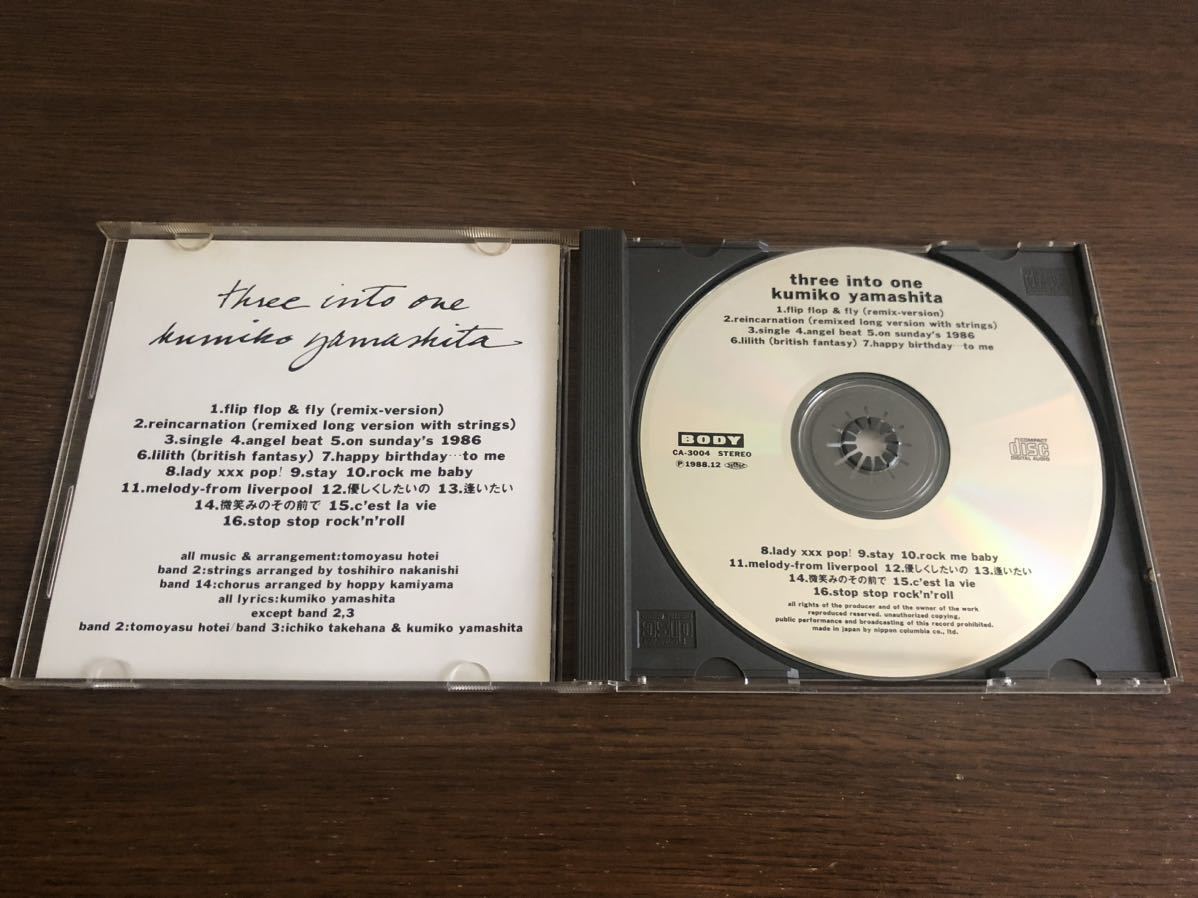 three into one
kumiko yamashita
1.flip flop & fly (remix-version)
2.reincarnation (remixed long version with strings)
3.single 4.angel beat 5.on sunday's 1986
6.lilith (british fantasy) 7.happy birthday…to me
8.lady xxx pop! 9.stay 10.rock me baby
11.melody-from liverpool 12.優しくしたいの 13.逢いたい
14.微笑みのその前で 15.c'est la vie
16.stop stop rock'n'roll
all music & arrangement:tomoyasu hotei
band 2:strings arranged by toshihiro nakanishi
band 14:chorus arranged by hoppy kamiyama
all lyrics:kumiko yamashita
except band 2,3
band 2:tomoyasu hotei/band 3:ichiko takehana & kumiko yamashita
three into one
kumiko yamashita
1.flip flop & fly (remix-version)
2.reincarnation (remixed long version with strings)
3.single 4.angel beat 5.on sunday's 1986
6.lilith (british fantasy) 7.happy birthday…to me
BODY
CA-3004 STEREO
Ⓟ1988.12
COMPACT
disc
DIGITAL AUDIO
8.lady xxx pop! 9.stay 10.rock me baby
11.melody-from liverpool 12.優しくしたいの 13.逢いたい
14.微笑みのその前で 15.c'est la vie
16.stop stop rock'n'roll
all rights of the producer and of the owner of the work
reproduced reserved. unauthorized copying,
public performance and broadcasting of this record prohibited.
made in japan by nippon columbia co., ltd.